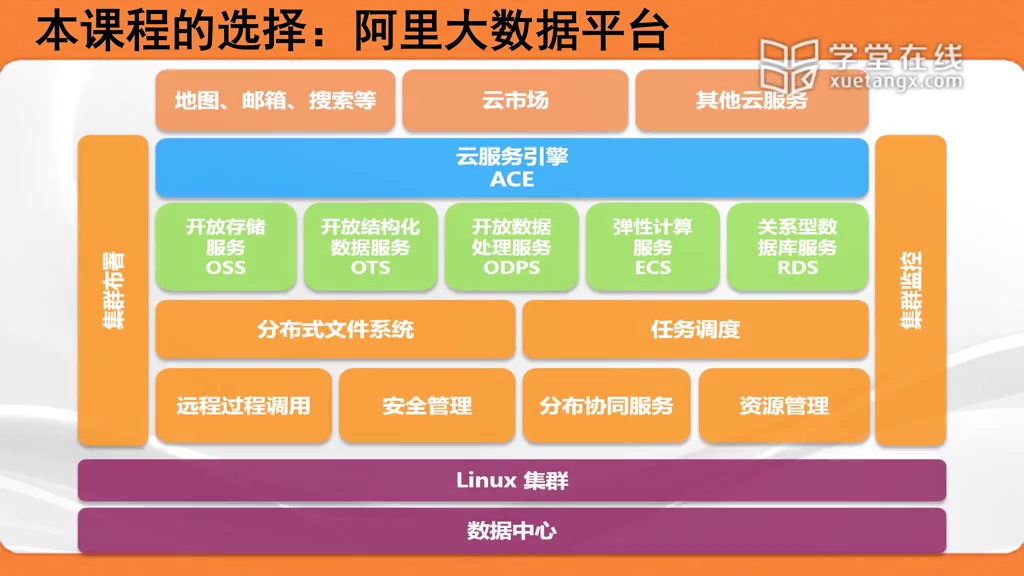 本课程的选择：阿里大数据平台
学堂在线
xuetangx.com
地图、邮箱、搜索等
云市场
其他云服务
云服务引擎
ACE
开放存储
服务
OSS
开放结构化
数据服务
OTS
开放数据
处理服务
ODPS
弹性计算
服务
ECS
关系型数
据库服务
RDS
集群布署
集群监控
分布式文件系统
任务调度
远程过程调用
安全管理
分布协同服务
资源管理
Linux 集群
数据中心